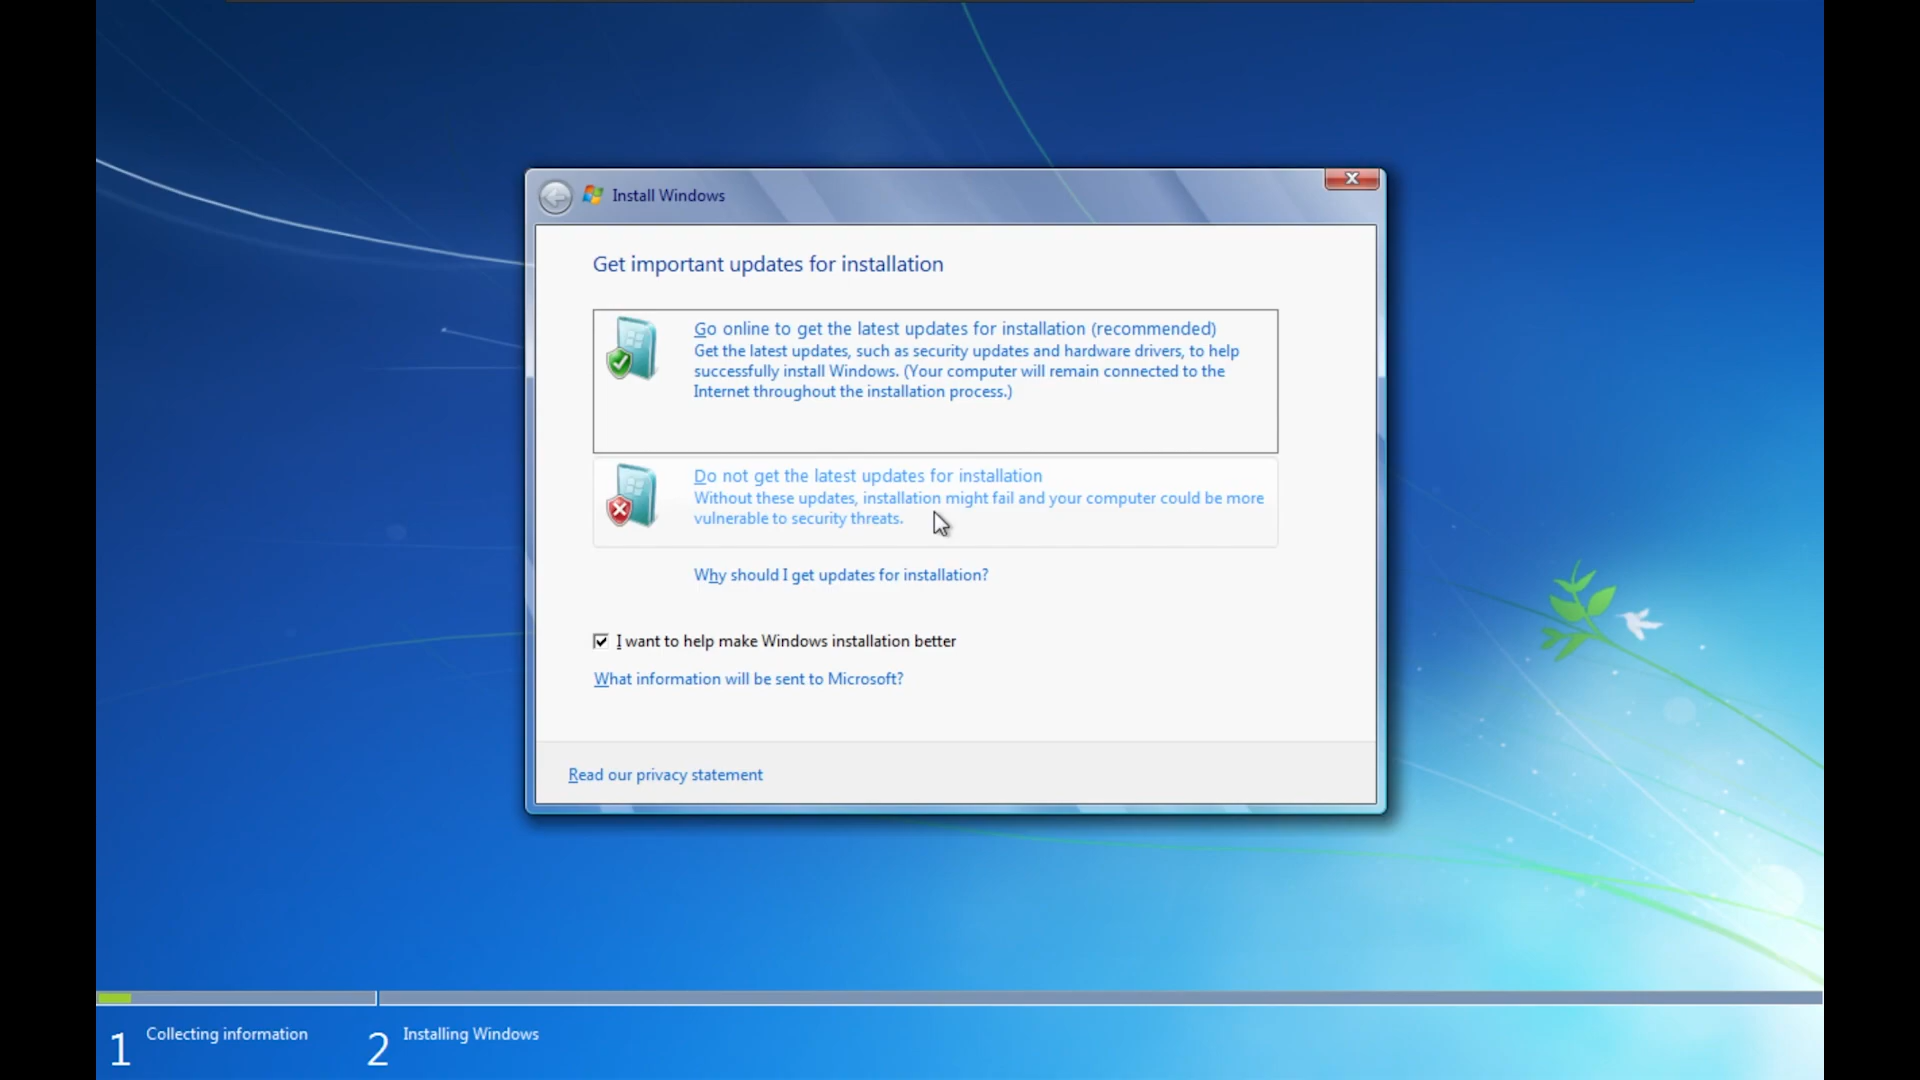 Install Windows
Get important updates for installation
Go online to get the latest updates for installation (recommended)
Get the latest updates, such as security updates and hardware drivers, to help
successfully install Windows. (Your computer will remain connected to the
Internet throughout the installation process.)
Do not get the latest updates for installation
Without these updates, installation might fail and your computer could be more
vulnerable to security threats.
Why should I get updates for installation?
I want to help make Windows installation better
What information will be sent to Microsoft?
Read our privacy statement
1 Collecting information
2 Installing Windows